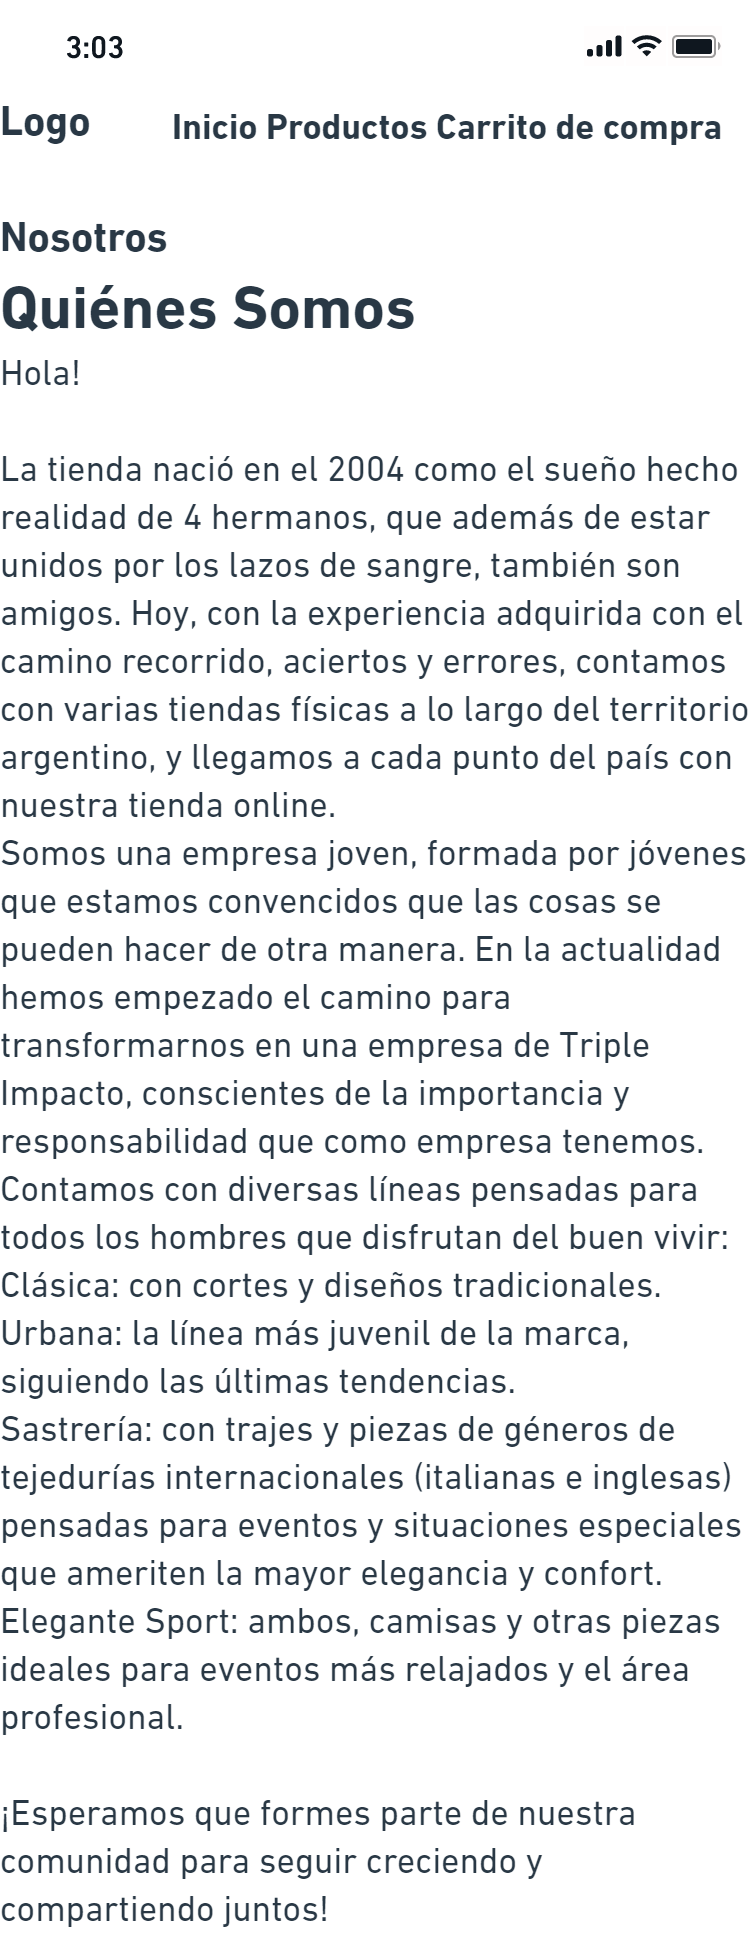 3:03
Logo
Inicio Productos Carrito de compra
Nosotros
Quiénes Somos
Hola!
La tienda nació en el 2004 como el sueño hecho
realidad de 4 hermanos, que además de estar
unidos por los lazos de sangre, también son
amigos. Hoy, con la experiencia adquirida con el
camino recorrido, aciertos y errores, contamos
con varias tiendas físicas a lo largo del territorio
argentino, y llegamos a cada punto del país con
nuestra tienda online.
Somos una empresa joven, formada por jóvenes
que estamos convencidos que las cosas se
pueden hacer de otra manera. En la actualidad
hemos empezado el camino para
transformarnos en una empresa de Triple
Impacto, conscientes de la importancia y
responsabilidad que como empresa tenemos.
Contamos con diversas líneas pensadas para
todos los hombres que disfrutan del buen vivir:
Clásica: con cortes y diseños tradicionales.
Urbana: la línea más juvenil de la marca,
siguiendo las últimas tendencias.
Sastrería: con trajes y piezas de géneros de
tejedurías internacionales (italianas e inglesas)
pensadas para eventos y situaciones especiales
que ameriten la mayor elegancia y confort.
Elegante Sport: ambos, camisas y otras piezas
ideales para eventos más relajados y el área
profesional.
¡Esperamos que formes parte de nuestra
comunidad para seguir creciendo y
compartiendo juntos!